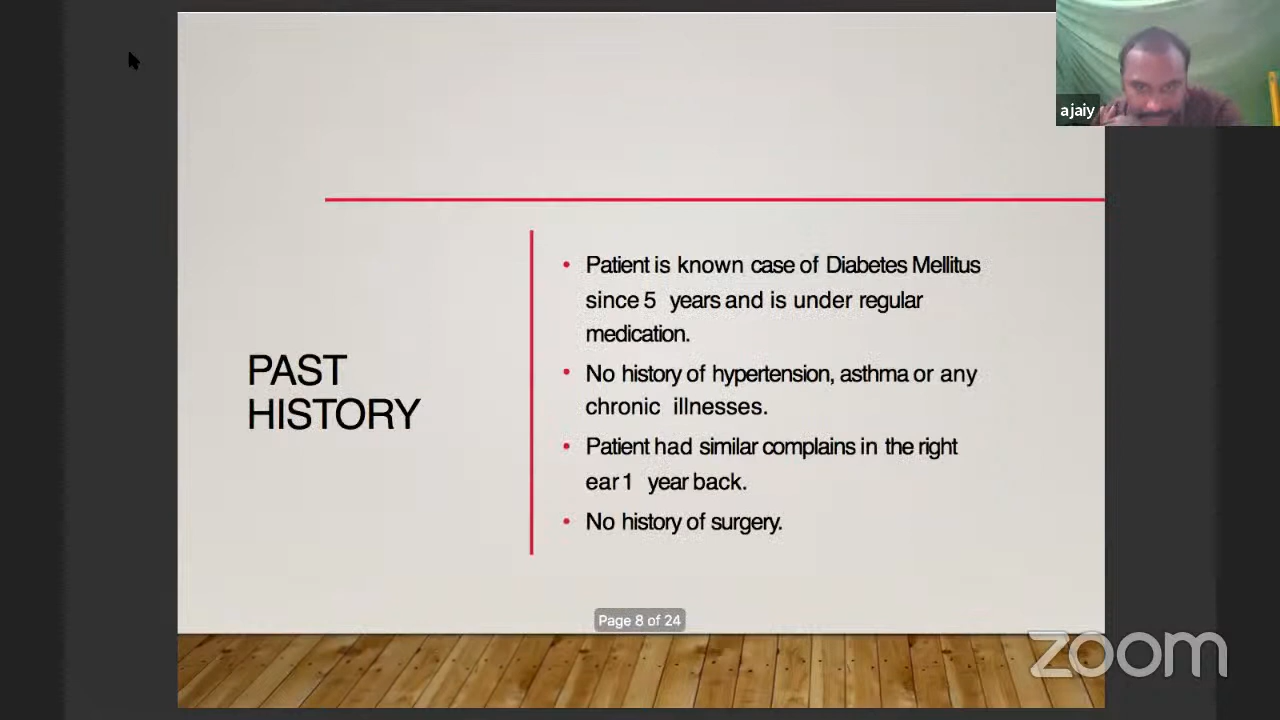 ajaiy
PAST
HISTORY
• Patient is known case of Diabetes Mellitus
since 5 years and is under regular
medication.
• No history of hypertension, asthma or any
chronic illnesses.
• Patient had similar complains in the right
ear 1 year back.
• No history of surgery.
Page 8 of 24
zoom